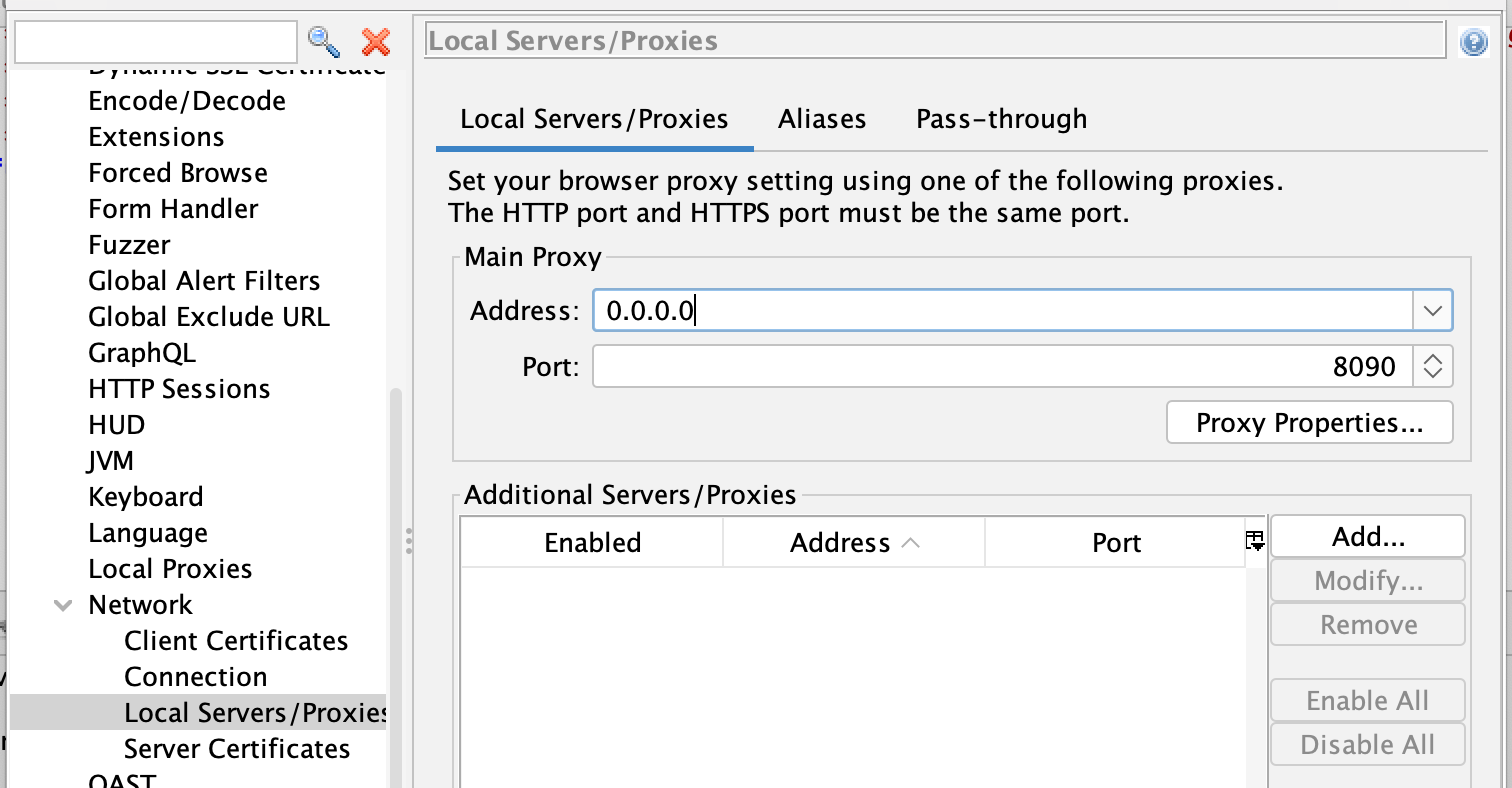 Dynamic SSL Certificate
Encode/Decode
Extensions
Forced Browse
Form Handler
Fuzzer
Global Alert Filters
Global Exclude URL
GraphQL
HTTP Sessions
HUD
JVM
Keyboard
Language
Local Proxies
Network
Client Certificates
Connection
Local Servers/Proxies
Server Certificates
OAST
Local Servers/Proxies
Local Servers/Proxies Aliases Pass-through
Set your browser proxy setting using one of the following proxies.
The HTTP port and HTTPS port must be the same port.
Main Proxy
Address: 0.0.0.0
Port: 8090
Proxy Properties...
Additional Servers/Proxies
Enabled Address Port
Add...
Modify...
Remove
Enable All
Disable All